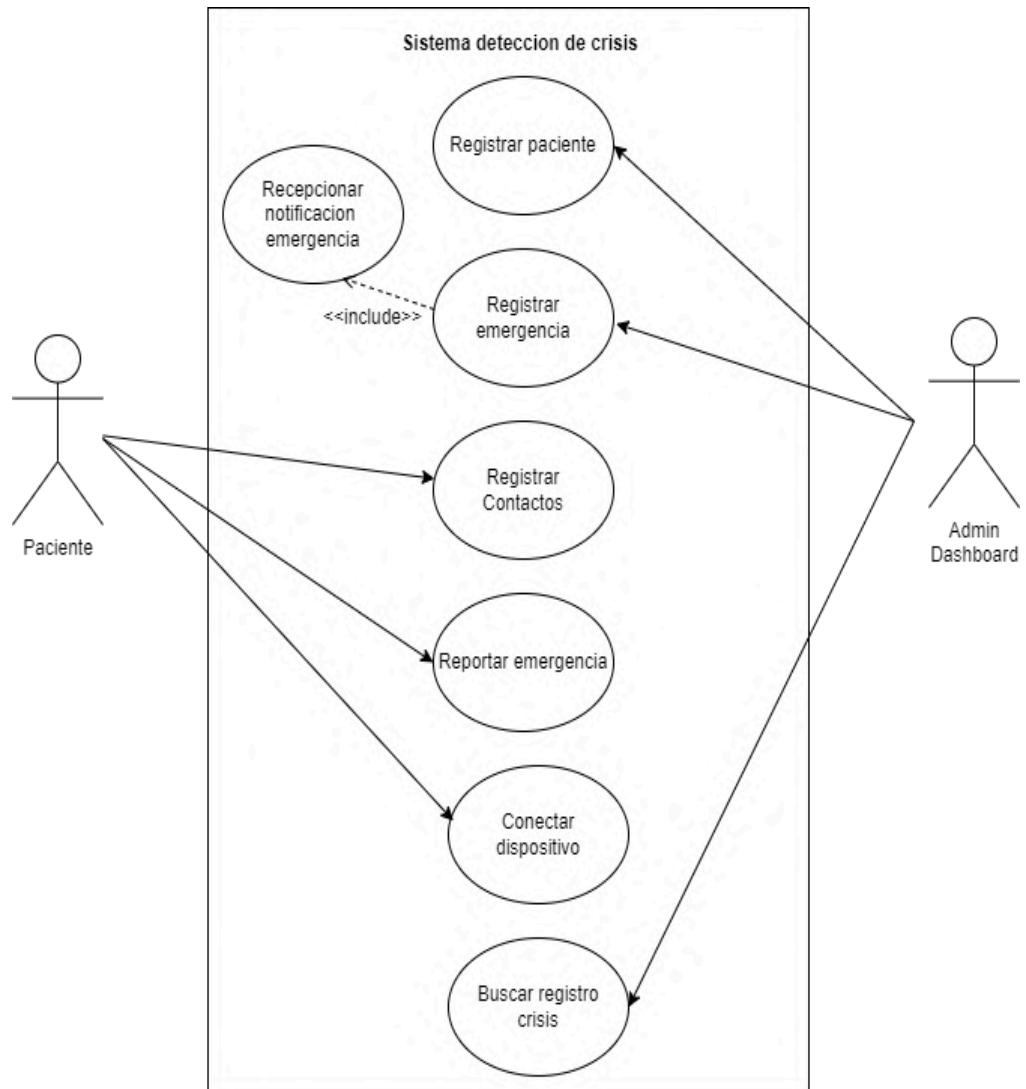 Sistema deteccion de crisis
Registrar paciente
Recepcionar
notificacion
emergencia
<<include>>
Registrar
emergencia
Registrar
Contactos
Paciente
Admin
Dashboard
Reportar emergencia
Conectar
dispositivo
Buscar registro
crisis